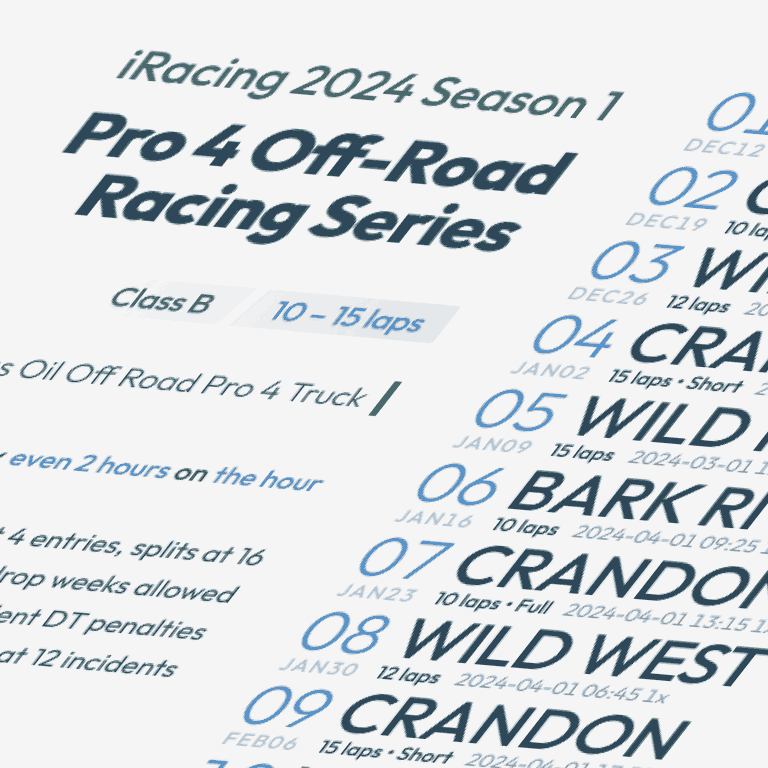 iRacing 2024 Season 1
Pro 4 Off-Road
Racing Series
Class B
10 – 15 laps
Oil Off Road Pro 4 Truck
even 2 hours on the hour
4 entries, splits at 16
weeks allowed
DT penalties
at 12 incidents
01
DEC12
02
DEC19
10
03
DEC26
12 laps
04
JAN02
15 laps • Short
05 WILD
JAN09
15 laps 2024-03-01
06 BARK
JAN16
10 laps 2024-04-01 09:25
07 CRANDON
JAN23
10 laps • Full 2024-04-01 13:15
08 WILD WEST
JAN30
12 laps 2024-04-01 06:45 1x
09 CRANDON
FEB06
15 laps • Short 2024-04-01